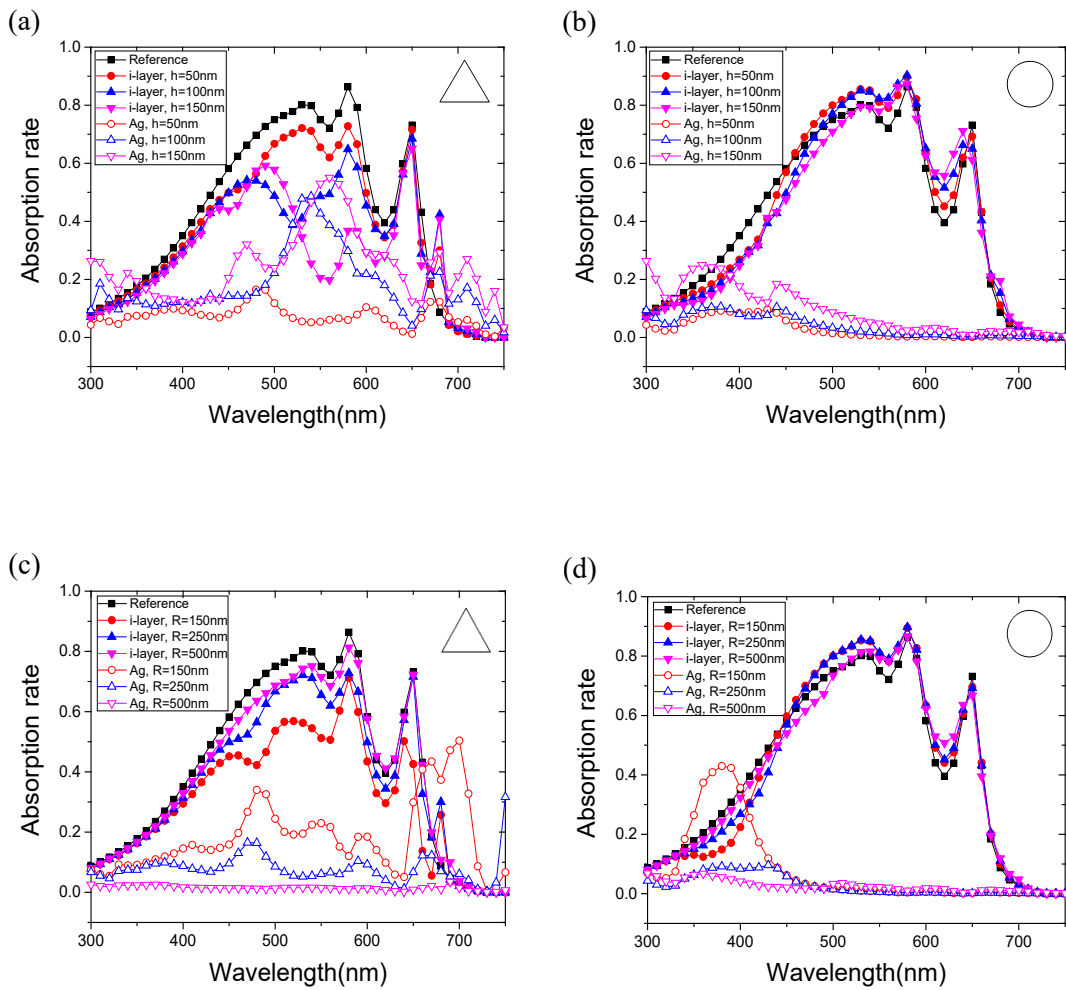 (a)
1.0
0.8
0.6
0.4
0.2
0.0
Reference
i-layer, h=50nm
i-layer, h=100nm
i-layer, h=150nm
Ag, h=50nm
Ag, h=100nm
Ag, h=150nm
Absorption rate
300 400 500 600 700
Wavelength(nm)
(b)
1.0
0.8
0.6
0.4
0.2
0.0
Reference
i-layer, h=50nm
i-layer, h=100nm
i-layer, h=150nm
Ag, h=50nm
Ag, h=100nm
Ag, h=150nm
Absorption rate
300 400 500 600 700
Wavelength(nm)
(c)
1.0
0.8
0.6
0.4
0.2
0.0
Reference
i-layer, R=150nm
i-layer, R=250nm
i-layer, R=500nm
Ag, R=150nm
Ag, R=250nm
Ag, R=500nm
Absorption rate
300 400 500 600 700
Wavelength(nm)
(d)
1.0
0.8
0.6
0.4
0.2
0.0
Reference
i-layer, R=150nm
i-layer, R=250nm
i-layer, R=500nm
Ag, R=150nm
Ag, R=250nm
Ag, R=500nm
Absorption rate
300 400 500 600 700
Wavelength(nm)